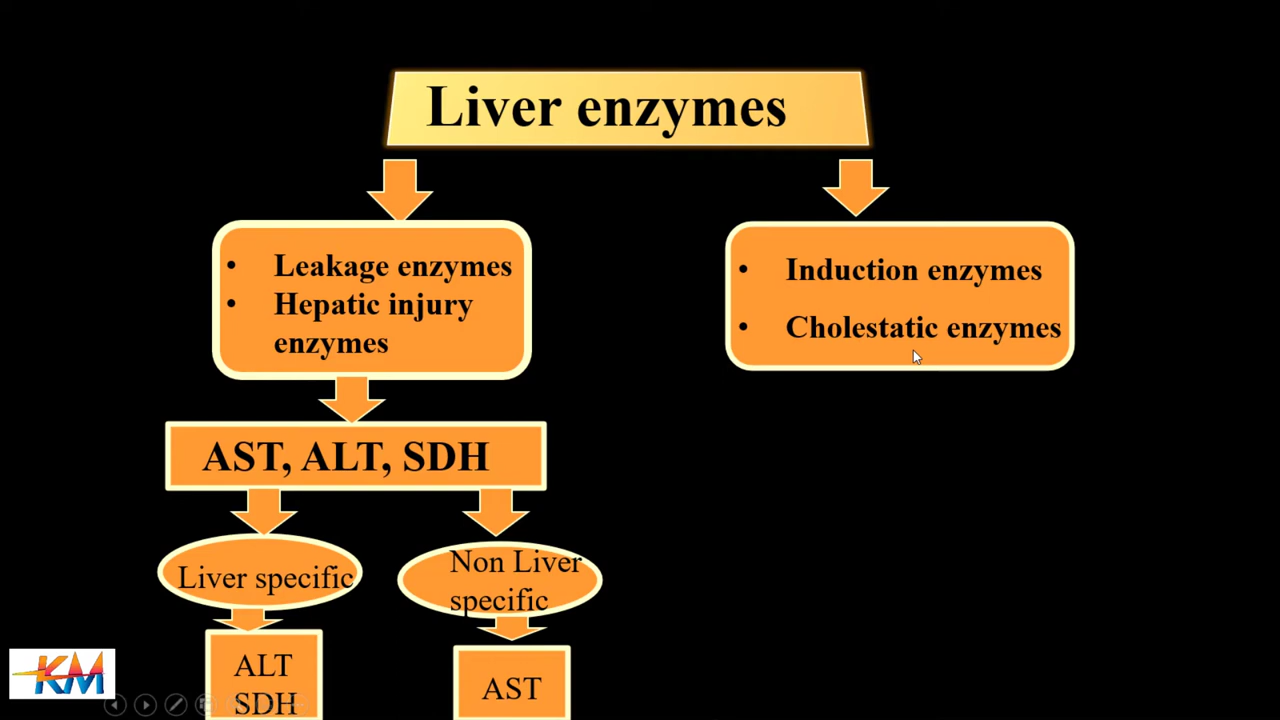 Liver enzymes
• Leakage enzymes
• Hepatic injury
enzymes
• Induction enzymes
• Cholestatic enzymes
AST, ALT, SDH
Liver specific
Non Liver
specific
ALT
SDH
AST
KM